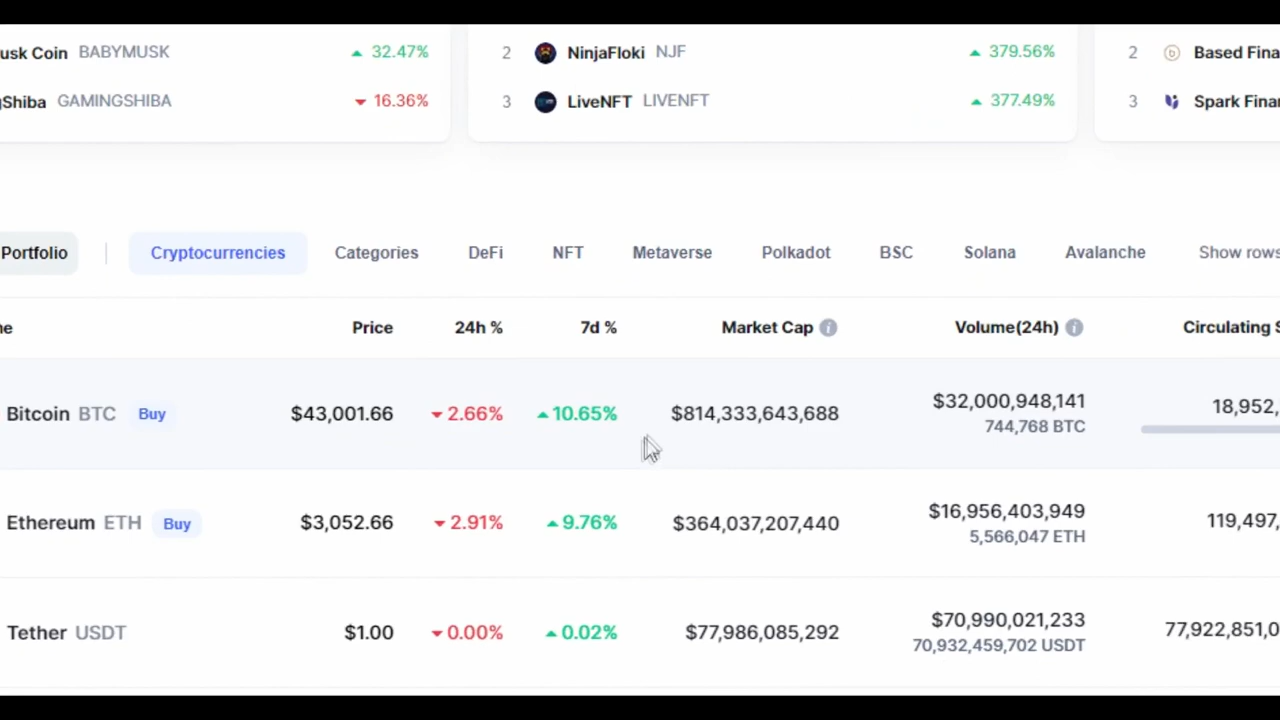 usk Coin BABYMUSK 32.47% 2 NinjaFloki NJF 379.56% 2 Based Fina
gShiba GAMINGSHIBA 16.36% 3 LiveNFT LIVENFT 377.49% 3 Spark Finan
Portfolio Cryptocurrencies Categories DeFi NFT Metaverse Polkadot BSC Solana Avalanche Show rows
ne Price 24h % 7d % Market Cap Volume(24h) Circulating S
Bitcoin BTC Buy $43,001.66 2.66% 10.65% $814,333,643,688 $32,000,948,141 18,952,
744,768 BTC
Ethereum ETH Buy $3,052.66 2.91% 9.76% $364,037,207,440 $16,956,403,949 119,497,
5,566,047 ETH
Tether USDT $1.00 0.00% 0.02% $77,986,085,292 $70,990,021,233 77,922,851,0
70,932,459,702 USDT